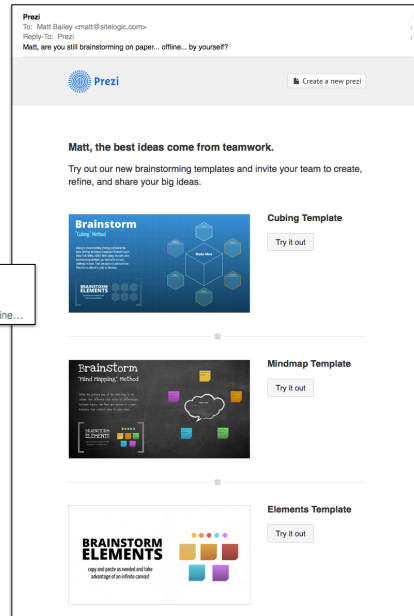 Prezi
To: Matt Bailey <matt@sitelogic.com>
Reply-To: Prezi
Matt, are you still brainstorming on paper... offline... by yourself?
Prezi
Create a new prezi
Matt, the best ideas come from teamwork.
Try out our new brainstorming templates and invite your team to create,
refine, and share your big ideas.
Brainstorm
"Cubing" Method
Main Idea
BRAINSTORM
ELEMENTS
Cubing Template
Try it out
ine...
Brainstorm
"Mind Mapping" Method
BRAINSTORM
ELEMENTS
Mindmap Template
Try it out
BRAINSTORM
ELEMENTS
copy and paste as needed and take
advantage of an infinite canvas!
Elements Template
Try it out